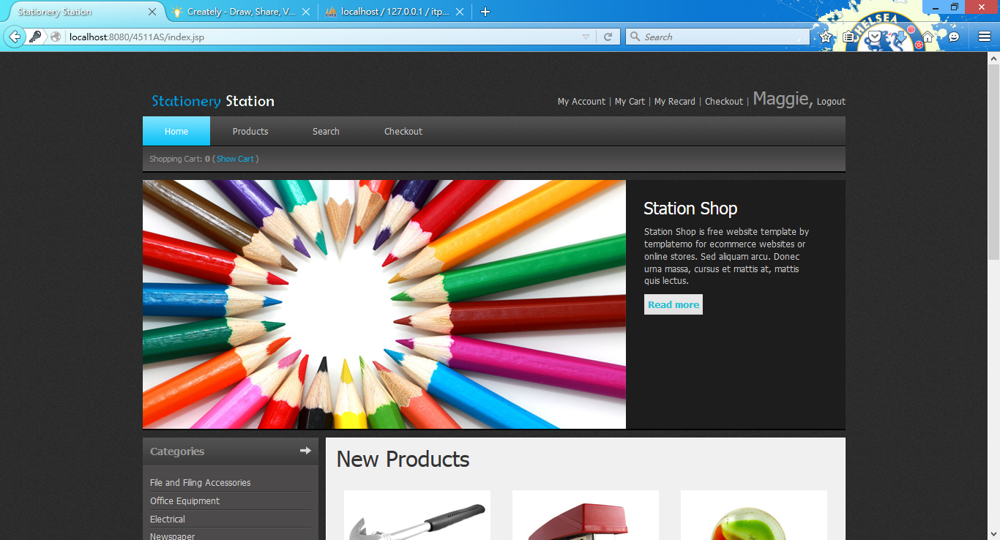 Stationery Station
Creately - Draw, Share, V...
localhost / 127.0.0.1 / itp...
localhost:8080/4511AS/index.jsp
Search
CHELSEA
Stationery Station
My Account | My Cart | My Recard | Checkout | Maggie, Logout
Home
Products
Search
Checkout
Shopping Cart: 0 ( Show Cart )
Station Shop
Station Shop is free website template by
templatemo for ecommerce websites or
online stores. Sed aliquam arcu. Donec
urna massa, cursus et mattis at, mattis
quis lectus.
Read more
Categories
File and Filing Accessories
Office Equipment
Electrical
Newspaper
New Products